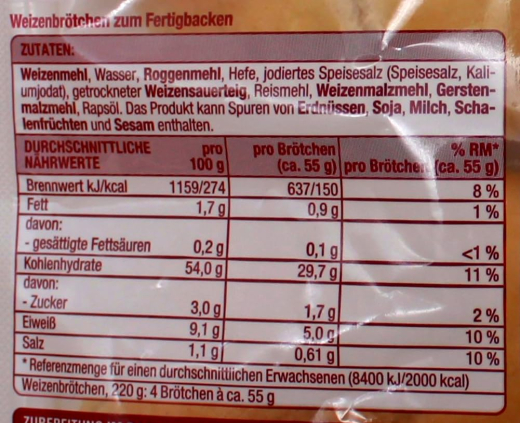 Weizenbrötchen zum Fertigbacken
ZUTATEN:
Weizenmehl, Wasser, Roggenmehl, Hefe, jodiertes Speisesalz (Speisesalz, Kali-
umjodat), getrockneter Weizensauerteig, Reismehl, Weizenmalzmehl, Gersten-
malzmehl, Rapsöl. Das Produkt kann Spuren von Erdnüssen, Soja, Milch, Scha-
lenfrüchten und Sesam enthalten.
DURCHSCHNITTLICHE pro pro Brötchen % RM*
NÄHRWERTE 100 g (ca. 55 g) pro Brötchen (ca. 55 g)
Brennwert kJ/kcal 1159/274 637/150 8 %
Fett 1,7 g 0,9 g 1 %
davon:
- gesättigte Fettsäuren 0,2 g 0,1 g <1 %
Kohlenhydrate 54,0 g 29,7 g 11 %
davon:
- Zucker 3,0 g 1,7 g 2 %
Eiweiß 9,1 g 5,0 g 10 %
Salz 1,1 g 0,61 g 10 %
* Referenzmenge für einen durchschnittlichen Erwachsenen (8400 kJ/2000 kcal)
Weizenbrötchen, 220 g: 4 Brötchen à ca. 55 g